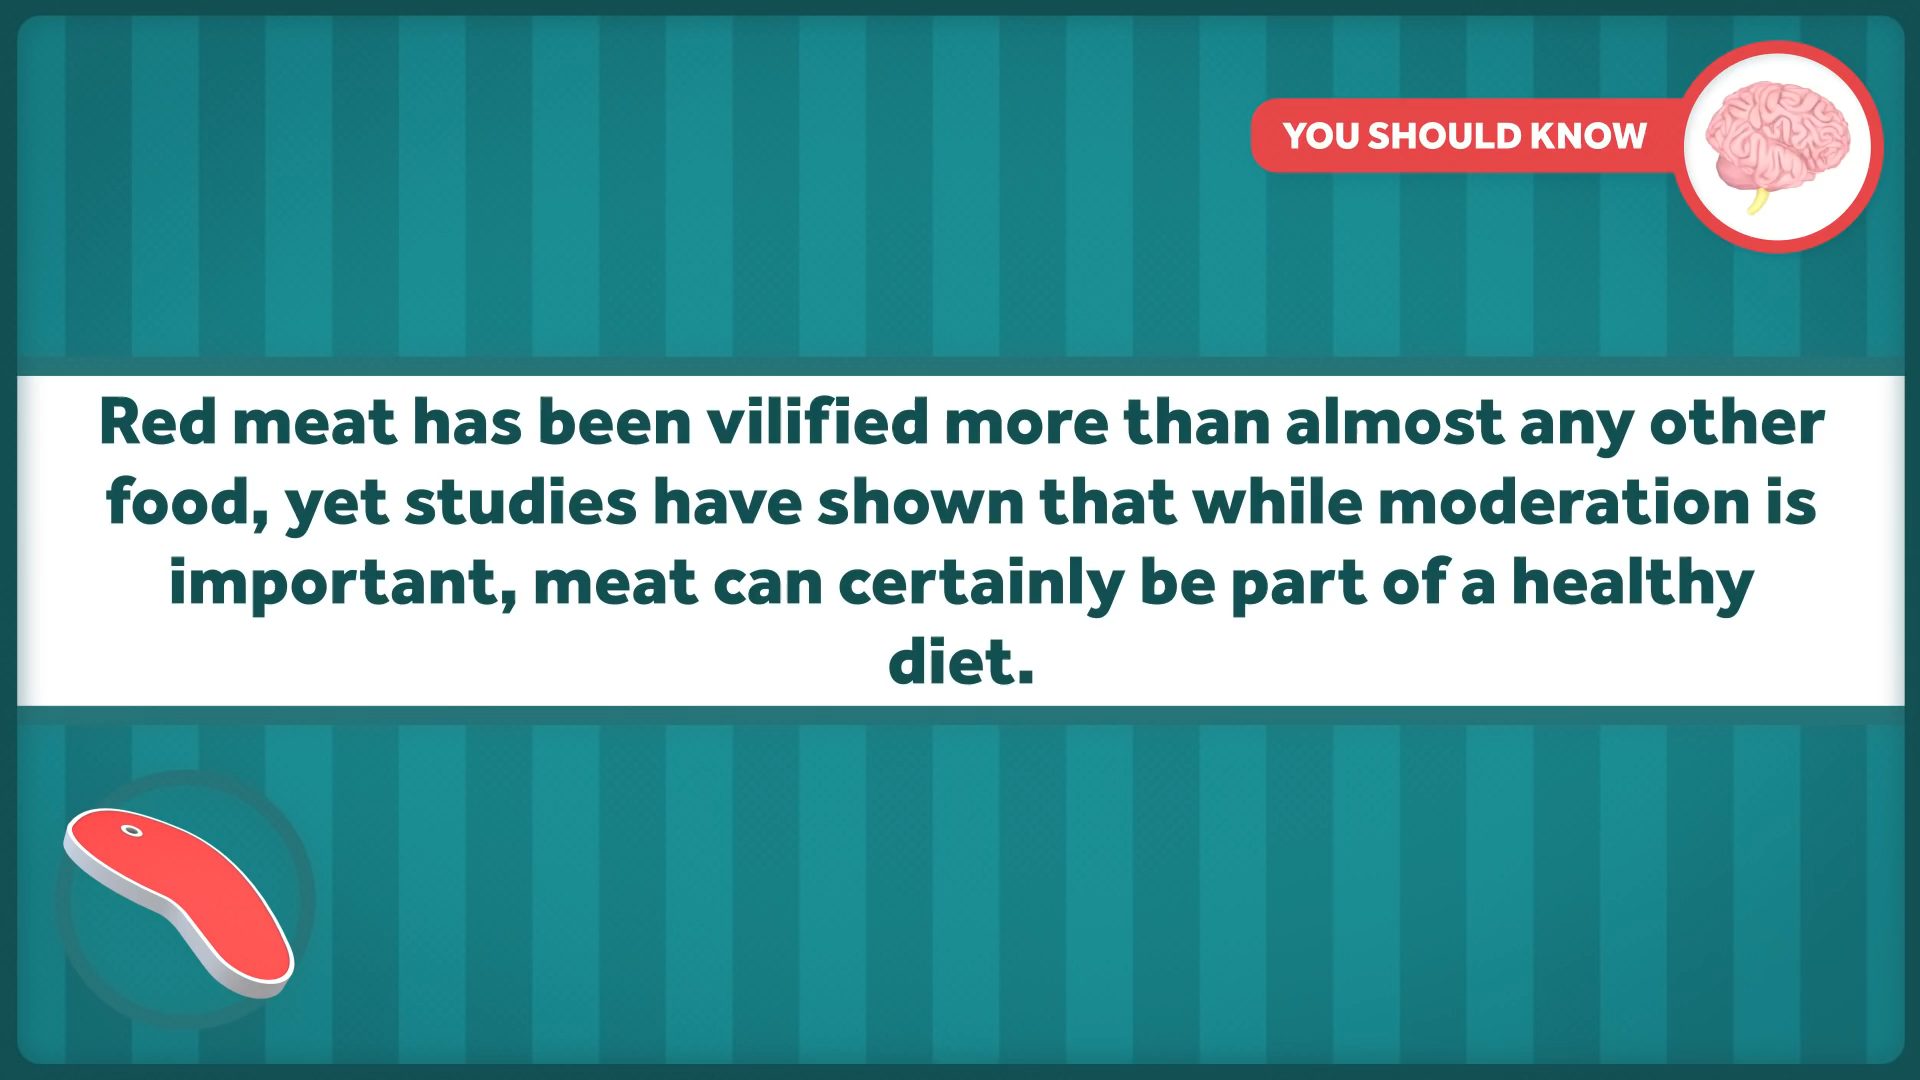 YOU SHOULD KNOW
Red meat has been vilified more than almost any other
food, yet studies have shown that while moderation is
important, meat can certainly be part of a healthy
diet.